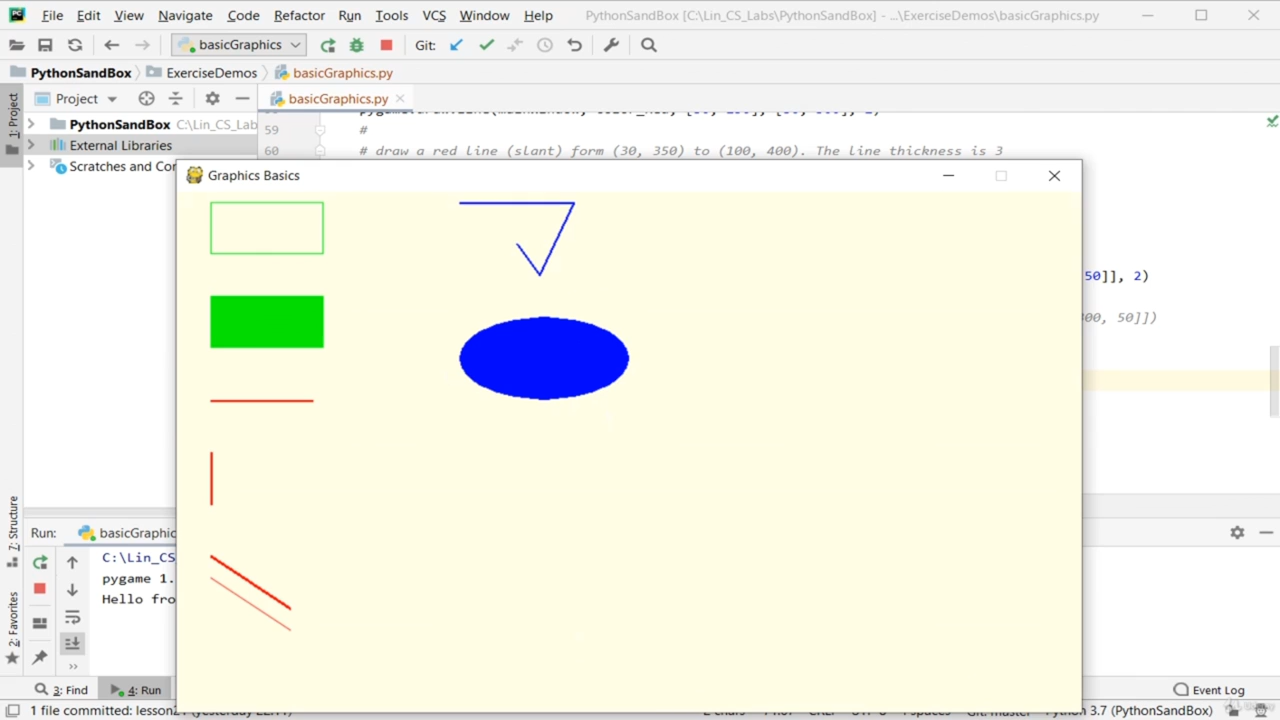 File Edit View Navigate Code Refactor Run Tools VCS Window Help PythonSandBox [C:\Lin_CS_Labs\PythonSandBox] - ...\ExerciseDemos\basicGraphics.py
basicGraphics Git:
PythonSandBox ExerciseDemos basicGraphics.py
1: Project
Project
basicGraphics.py
PythonSandBox C:\Lin_CS_Lab
59 #
External Libraries
60 # draw a red line (slant) form (30, 350) to (100, 400). The line thickness is 3
Scratches and Con
Graphics Basics
50]], 2)
00, 50]])
7: Structure
2: Favorites
Run: basicGraphic
C:\Lin_CS
pygame 1.
Hello fro
3: Find 4: Run Event Log
1 file committed: Python 3.7 (PythonSandBox)